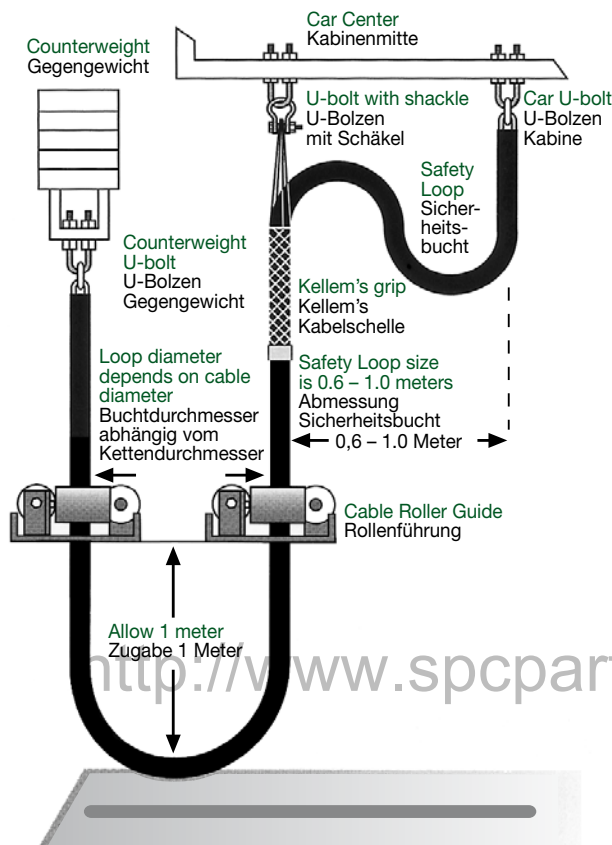 Car Center
Kabinenmitte
Counterweight
Gegengewicht
U-bolt with shackle
U-Bolzen
mit Schäkel
Car U-bolt
U-Bolzen
Kabine
Safety
Loop
Sicher-
heits-
bucht
Counterweight
U-bolt
U-Bolzen
Gegengewicht
Kellem's grip
Kellem's
Kabelschelle
Loop diameter
depends on cable
diameter
Buchtdurchmesser
abhängig vom
Kettendurchmesser
Safety Loop size
is 0.6 – 1.0 meters
Abmessung
Sicherheitsbucht
0,6 – 1.0 Meter
Cable Roller Guide
Rollenführung
Allow 1 meter
Zugabe 1 Meter
http://www.spcpar